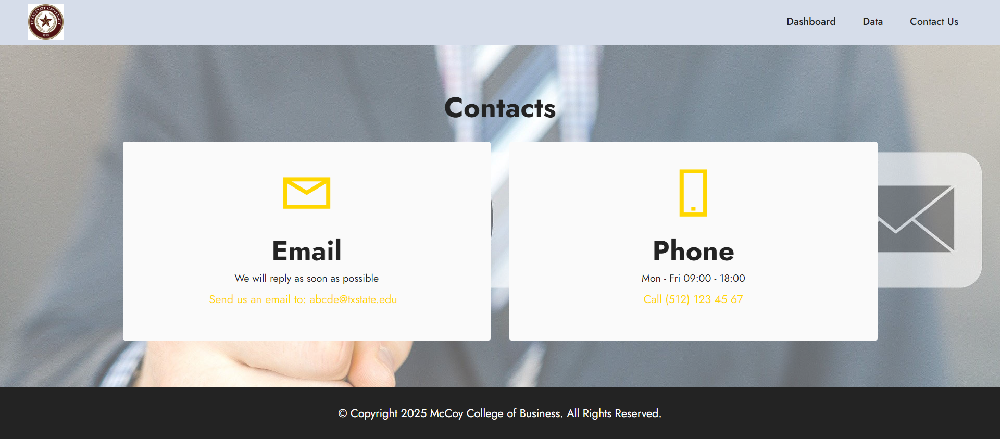 TEXAS STATE UNIVERSITY
1899
Dashboard
Data
Contact Us
Contacts
Email
We will reply as soon as possible
Send us an email to: abcde@txstate.edu
Phone
Mon - Fri 09:00 - 18:00
Call (512) 123 45 67
© Copyright 2025 McCoy College of Business. All Rights Reserved.